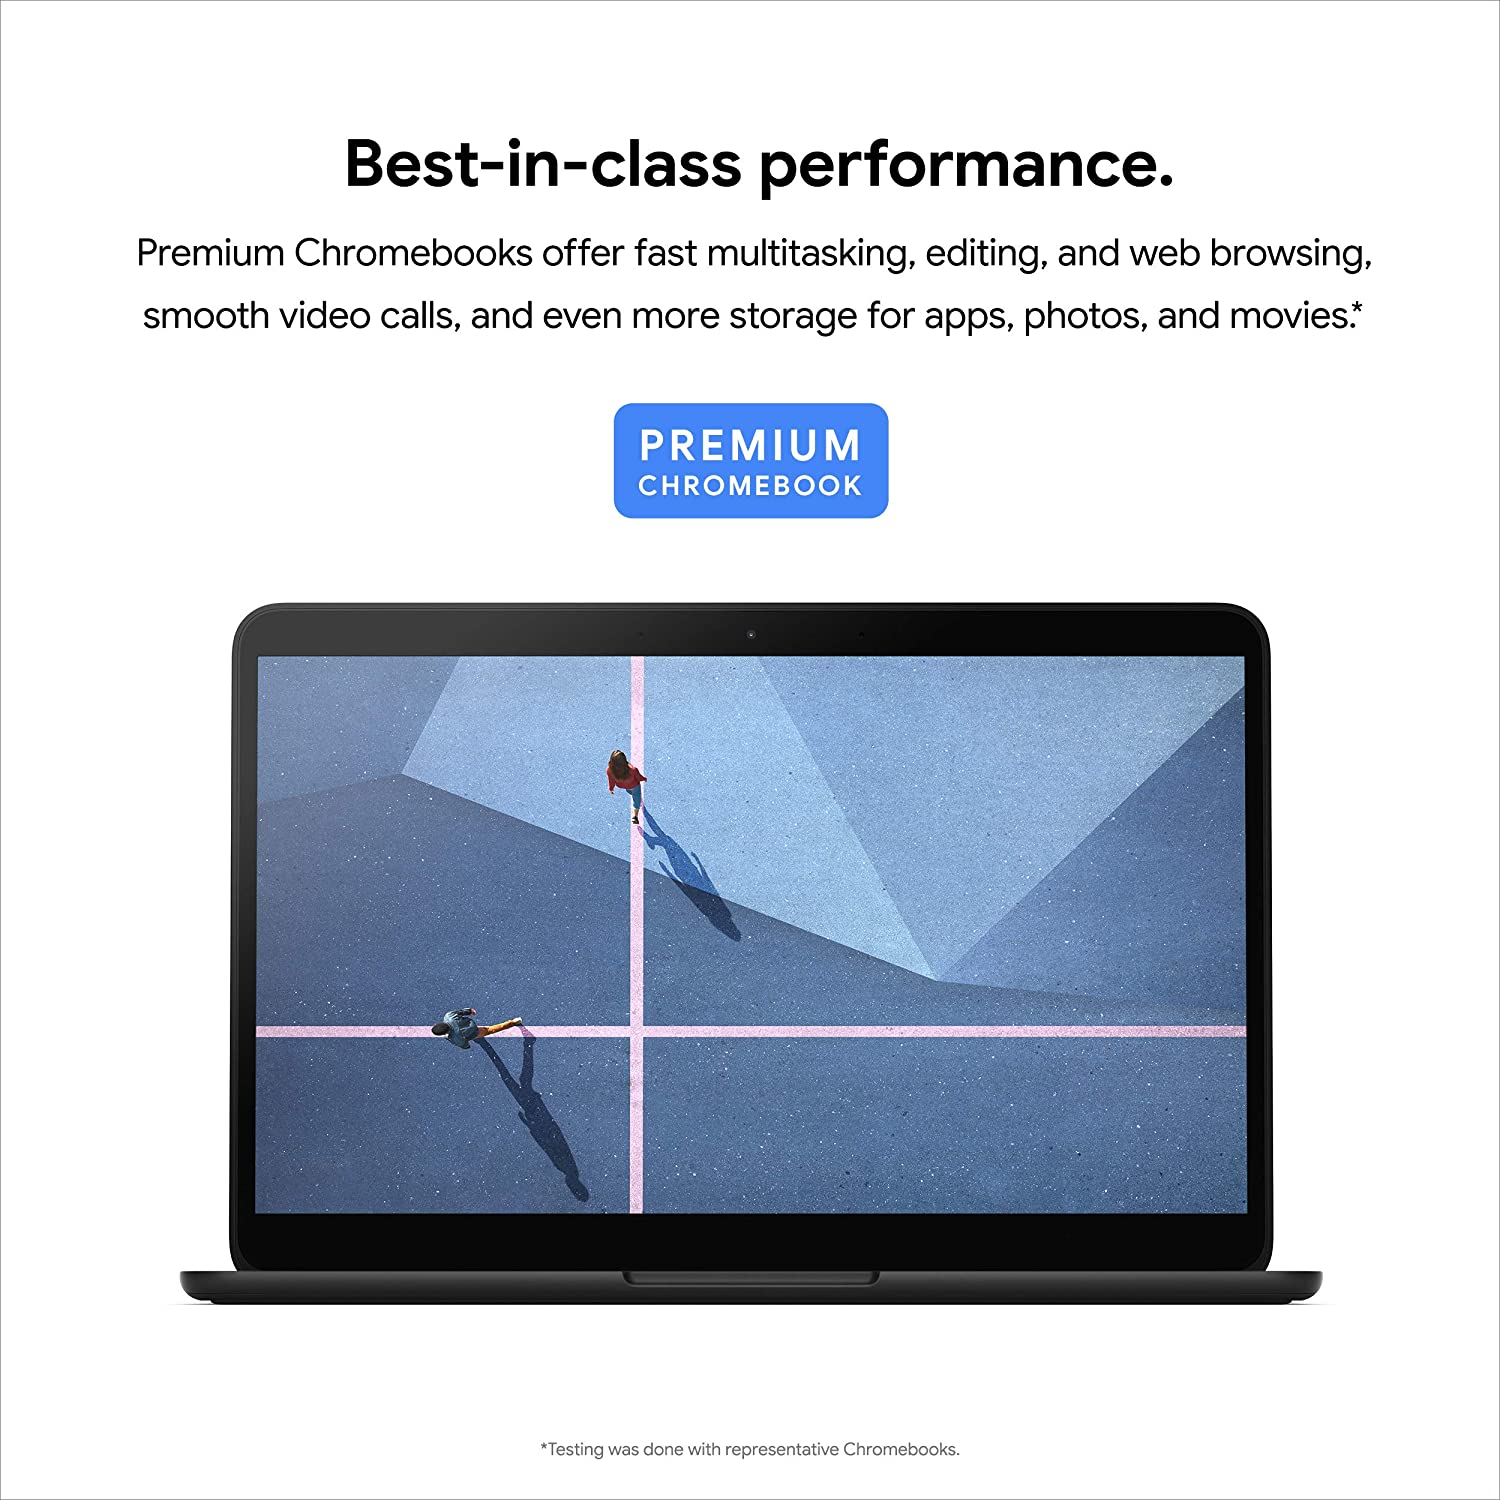 Best-in-class performance.
Premium Chromebooks offer fast multitasking, editing, and web browsing,
smooth video calls, and even more storage for apps, photos, and movies.*
PREMIUM
CHROMEBOOK
*Testing was done with representative Chromebooks.